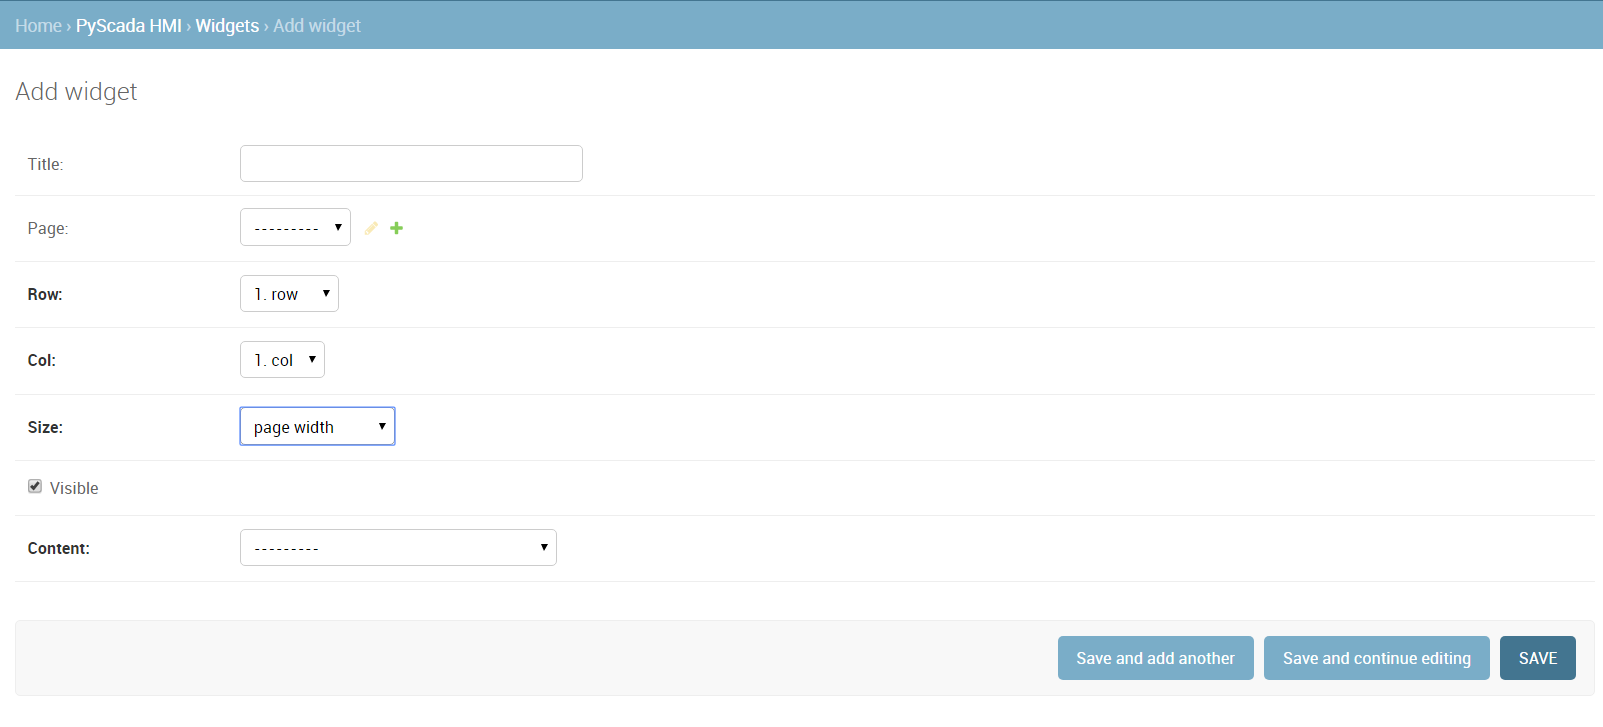 Home › PyScada HMI › Widgets › Add widget
Add widget
Title:
Page: ---------
Row: 1. row
Col: 1. col
Size: page width
Visible
Content: ---------
Save and add another Save and continue editing SAVE